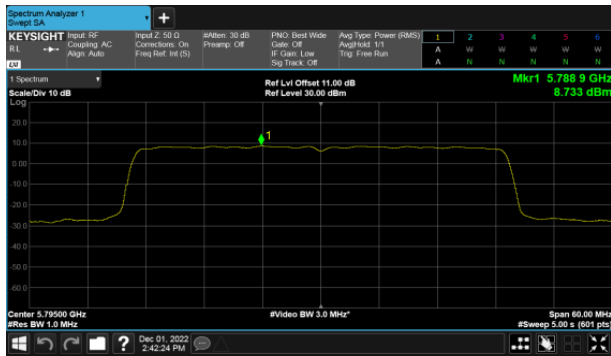 Spectrum Analyzer 1
Swept SA
KEYSIGHT Input: RF Input Z: 50 Ω #Atten: 30 dB PNO: Best Wide Avg Type: Power (RMS) 1 2 3 4 5 6
RL Coupling: AC Corrections: On Preamp: Off Gate: Off Avg|Hold: 1/1 A W W W W W
Align: Auto Freq Ref: Int (S) IF Gain: Low Trig: Free Run
LXI Sig Track: Off A N N N N N
1 Spectrum Ref Lvl Offset 11.00 dB Mkr1 5.788 9 GHz
Scale/Div 10 dB Ref Level 30.00 dBm 8.733 dBm
Log
20.0
1
10.0
0.00
-10.0
-20.0
-30.0
-40.0
-50.0
-60.0
Center 5.79500 GHz #Video BW 3.0 MHz* Span 60.00 MHz
#Res BW 1.0 MHz #Sweep 5.00 s (601 pts)
? Dec 01, 2022
2:42:24 PM